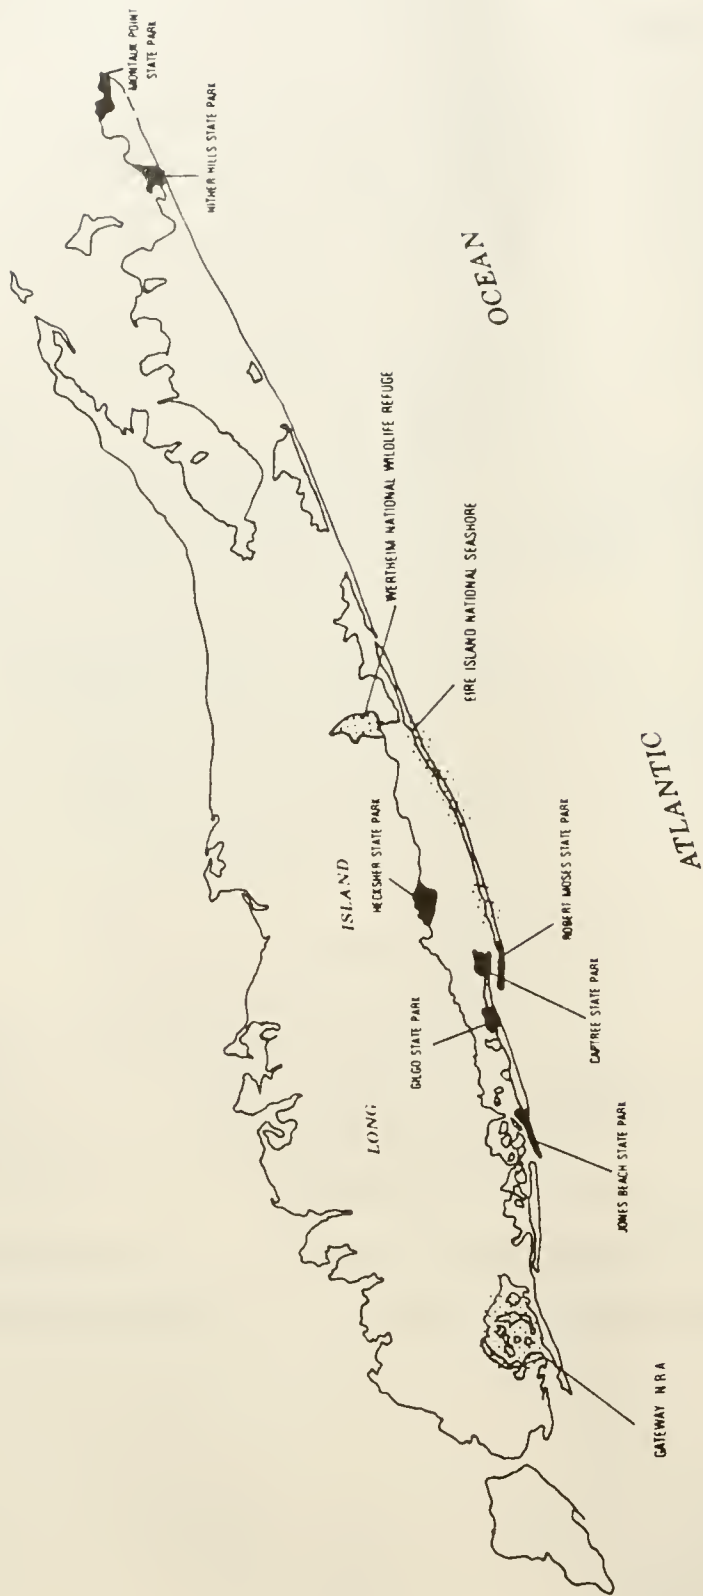 MONTAUK POINT
STATE PARK
HITHER HILLS STATE PARK
OCEAN
WERTHEIM NATIONAL WILDLIFE REFUGE
FIRE ISLAND NATIONAL SEASHORE
ISLAND
HECKSHER STATE PARK
ATLANTIC
ROBERT MOSES STATE PARK
GILGO STATE PARK
CAPTREE STATE PARK
LONG
JONES BEACH STATE PARK
GATEWAY N R A